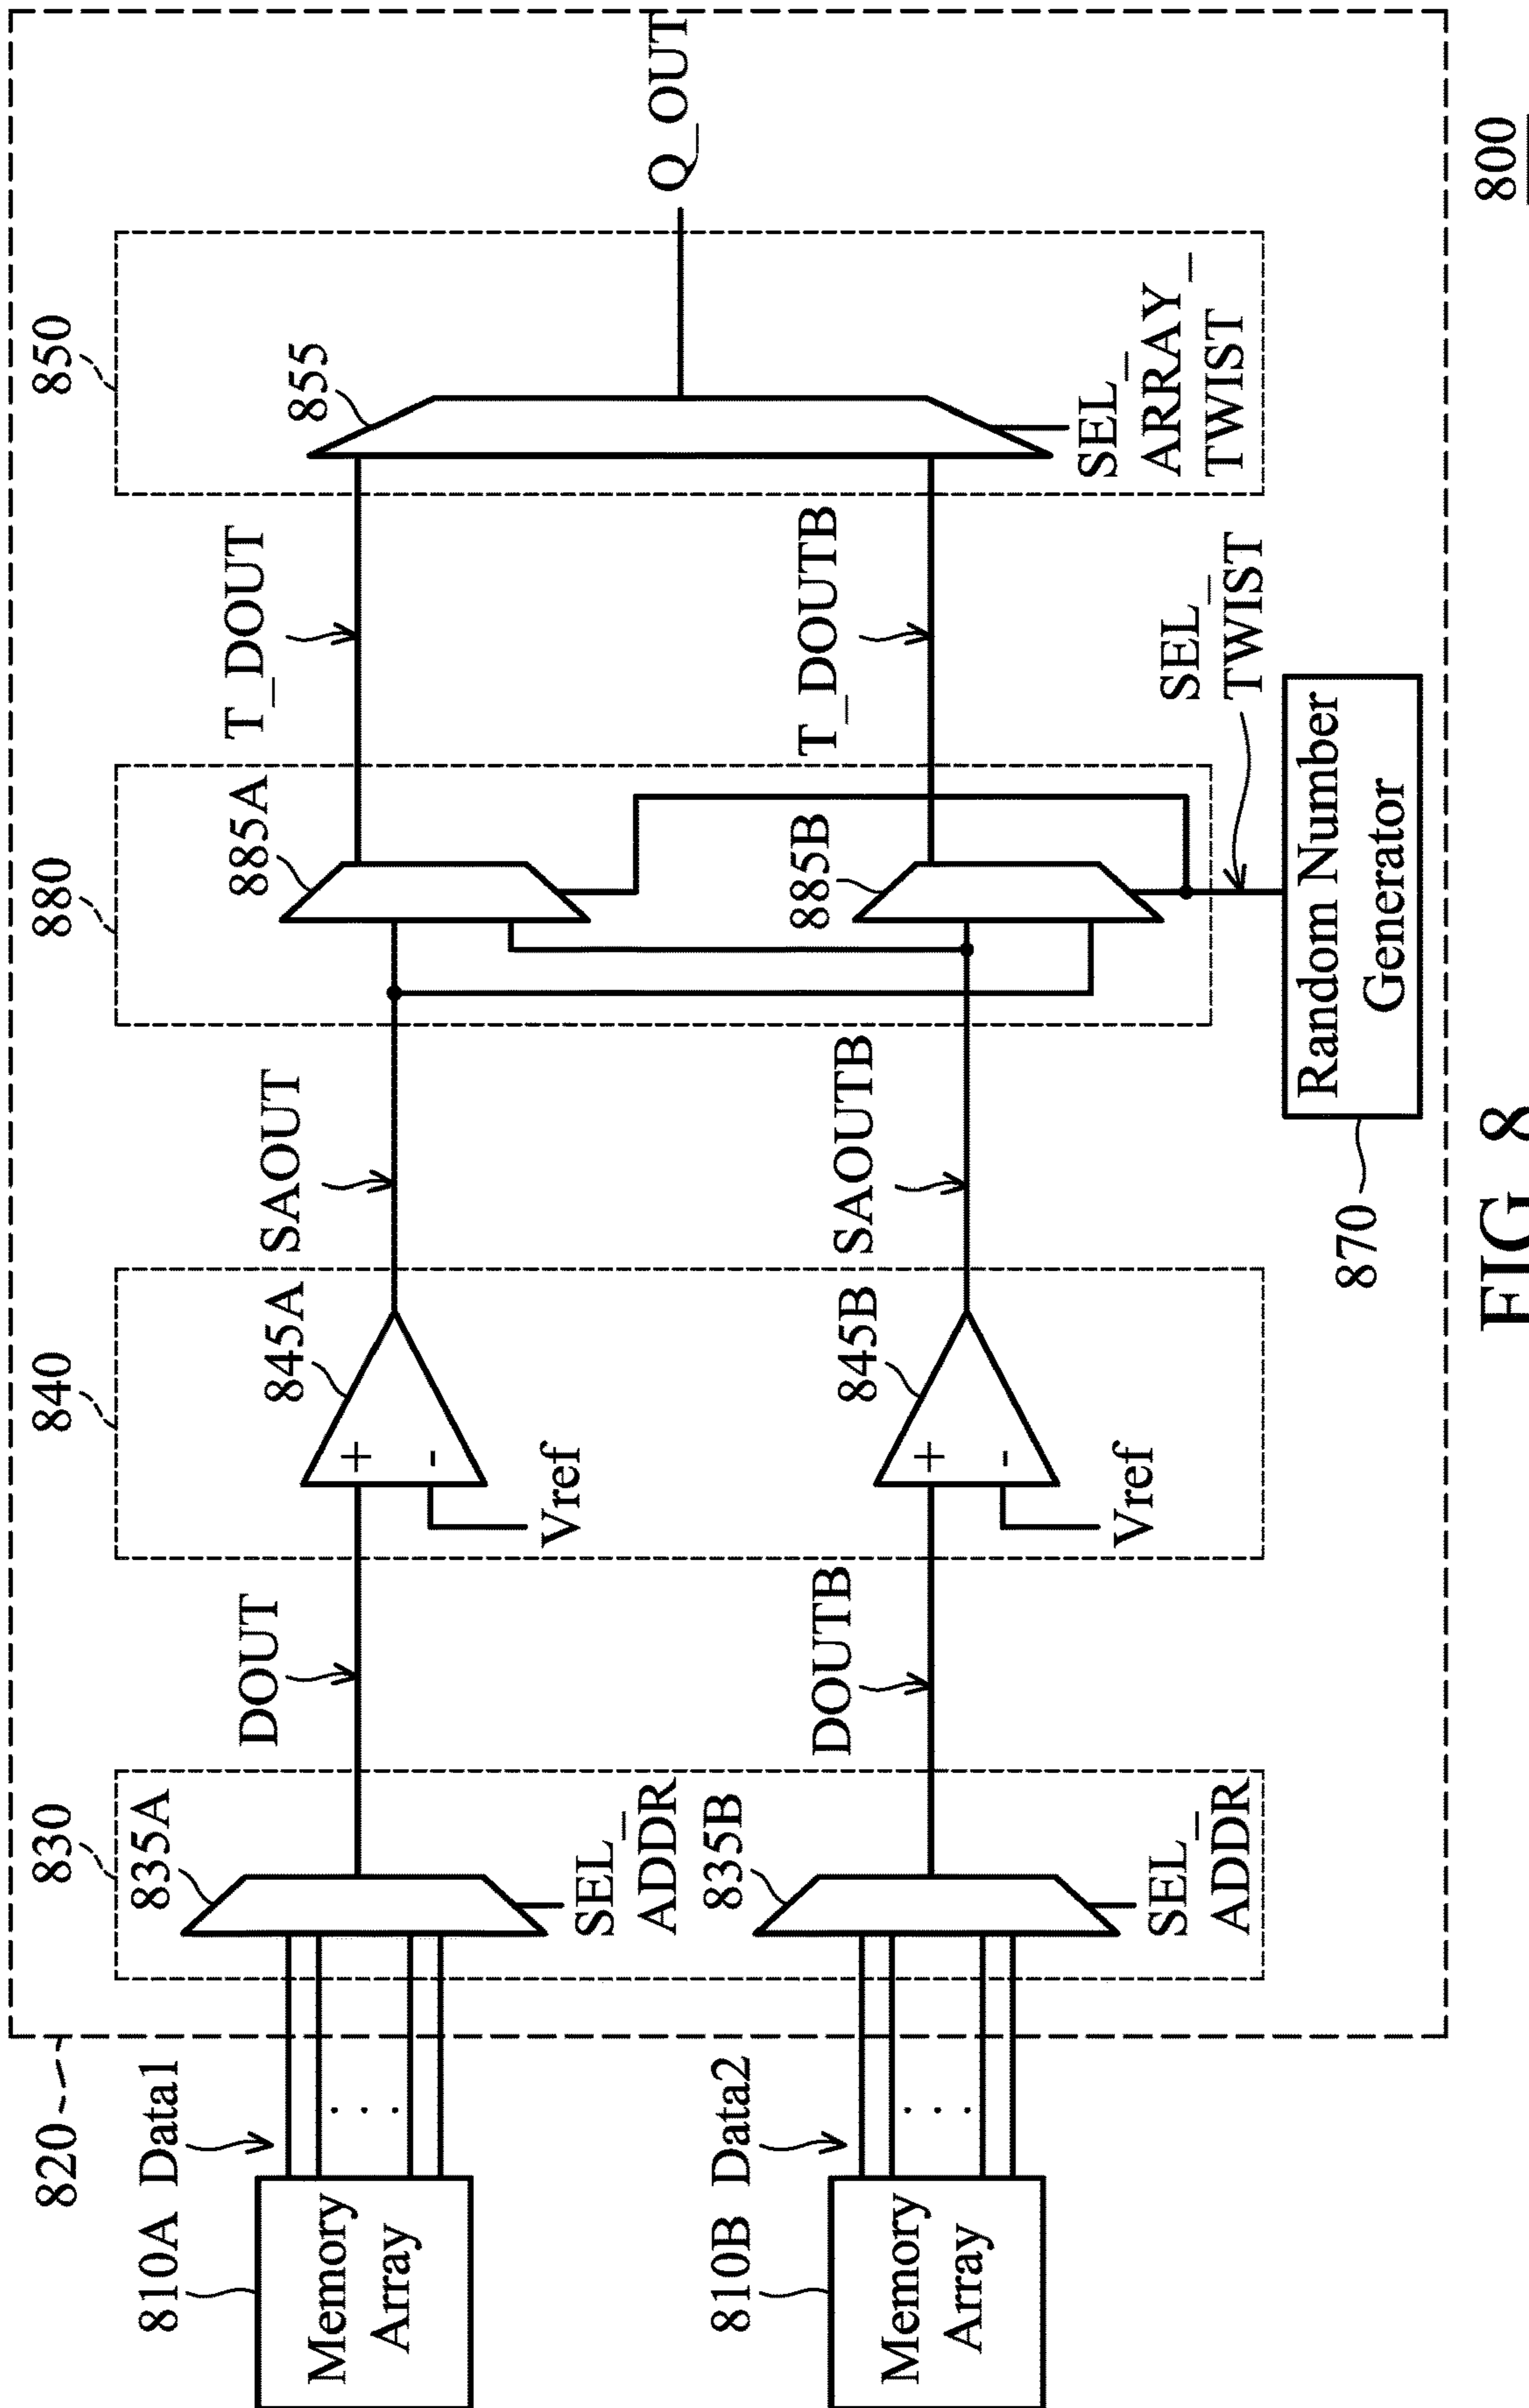 820
810A
Data1
Memory
Array
810B
Data2
Memory
Array
830
835A
SEL_
ADDR
835B
SEL_
ADDR
DOUT
DOUTB
840
845A
+
-
Vref
845B
+
-
Vref
SAOUT
SAOUTB
880
885A
885B
870
Random Number
Generator
SEL_
TWIST
T_DOUT
T_DOUTB
850
855
SEL_
ARRAY_
TWIST
Q_OUT
800
FIG. 8